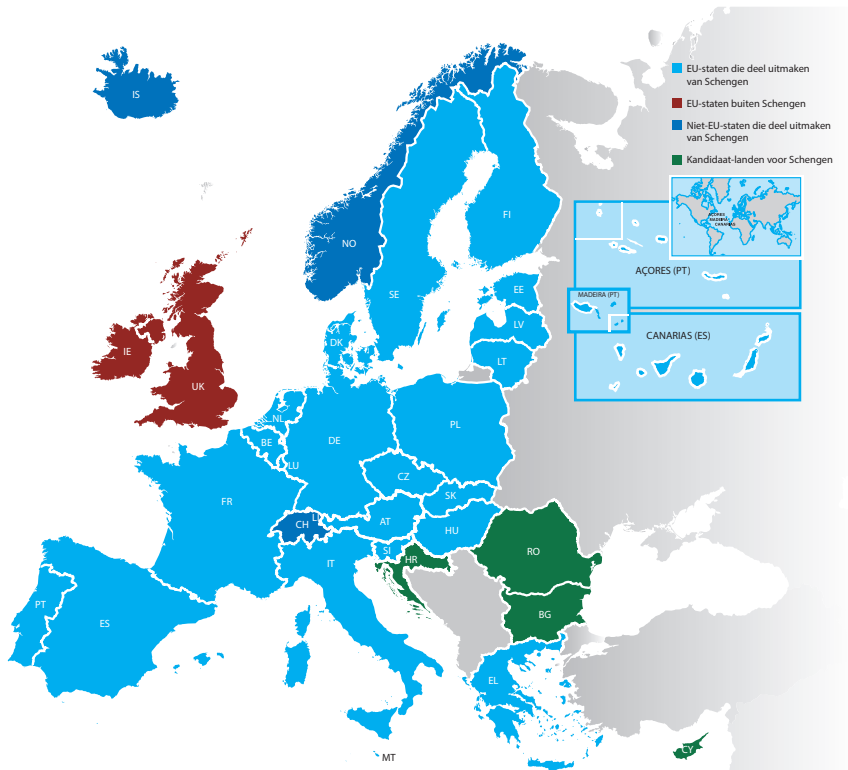 EU-staten die deel uitmaken
van Schengen
EU-staten buiten Schengen
Niet-EU-staten die deel uitmaken
van Schengen
Kandidaat-landen voor Schengen
AÇORES
MADEIRA
CANARIAS
AÇORES (PT)
MADEIRA (PT)
CANARIAS (ES)
IS
NO
FI
SE
EE
LV
LT
DK
IE
UK
NL
BE
LU
DE
PL
CZ
SK
FR
CH
LI
AT
HU
SI
HR
RO
IT
BG
PT
ES
EL
MT
CY